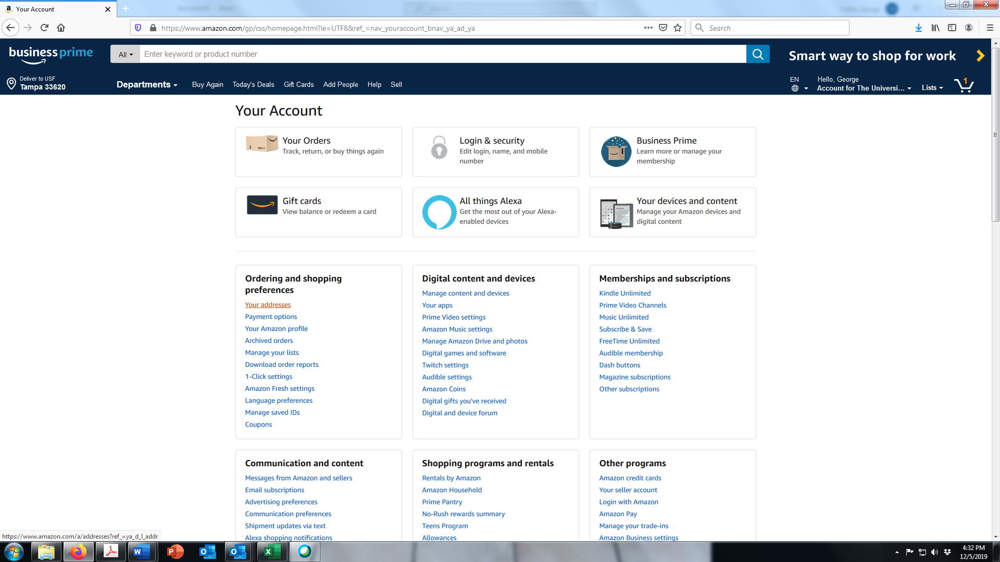 Your Account
https://www.amazon.com/gp/css/homepage.html?ie=UTF8&ref_=nav_youraccount_bnav_ya_ad_ya
Search
business prime
All
Enter keyword or product number
Smart way to shop for work
Deliver to USF
Tampa 33620
Departments
Buy Again
Today's Deals
Gift Cards
Add People
Help
Sell
EN
Hello, George
Account for The Universi...
Lists
1
Your Account
Your Orders
Track, return, or buy things again
Login & security
Edit login, name, and mobile
number
Business Prime
Learn more or manage your
membership
Gift cards
View balance or redeem a card
All things Alexa
Get the most out of your Alexa-
enabled devices
Your devices and content
Manage your Amazon devices and
digital content
Ordering and shopping
preferences
Your addresses
Payment options
Your Amazon profile
Archived orders
Manage your lists
Download order reports
1-Click settings
Amazon Fresh settings
Language preferences
Manage saved IDs
Coupons
Digital content and devices
Manage content and devices
Your apps
Prime Video settings
Amazon Music settings
Manage Amazon Drive and photos
Digital games and software
Twitch settings
Audible settings
Amazon Coins
Digital gifts you've received
Digital and device forum
Memberships and subscriptions
Kindle Unlimited
Prime Video Channels
Music Unlimited
Subscribe & Save
FreeTime Unlimited
Audible membership
Dash buttons
Magazine subscriptions
Other subscriptions
Communication and content
Messages from Amazon and sellers
Email subscriptions
Advertising preferences
Communication preferences
Shipment updates via text
Alexa shopping notifications
Shopping programs and rentals
Rentals by Amazon
Amazon Household
Prime Pantry
No-Rush rewards summary
Teens Program
Allowances
Other programs
Amazon credit cards
Your seller account
Login with Amazon
Amazon Pay
Manage your trade-ins
Amazon Business settings
https://www.amazon.com/a/addresses?ref_=ya_d_l_addr
4:32 PM
12/5/2019